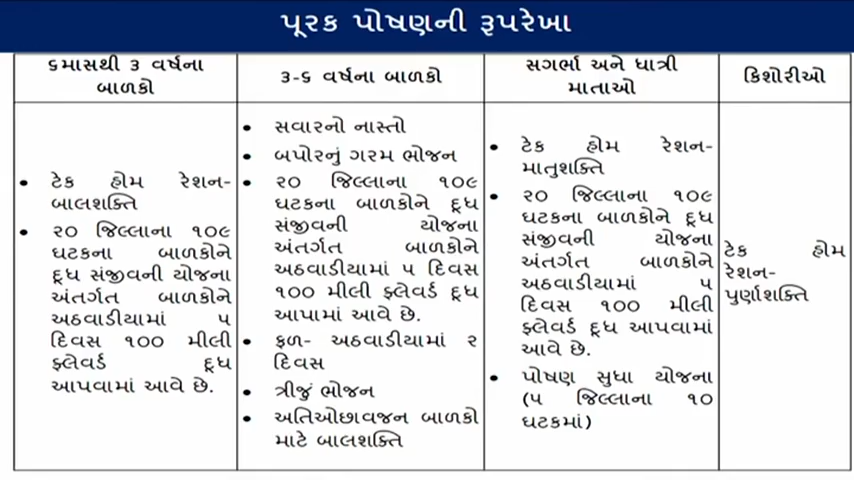 પૂરક પોષણની રૂપરેખા
૬માસથી 3 વર્ષના
બાળકો
3-૬ વર્ષના બાળકો
સગર્ભા અને ધાત્રી
માતાઓ
કિશોરીઓ
• ટેક હોમ રેશન-
બાલશક્તિ
• ૨૦ જિલ્લાના ૧૦૯
ઘટકના બાળકોને
દૂધ સંજીવની યોજના
અંતર્ગત બાળકોને
અઠવાડીયામાં ૫
દિવસ ૧૦૦ મીલી
ફ્લેવર્ડ દૂધ
આપવામાં આવે છે.
• સવારનો નાસ્તો
• બપોરનું ગરમ ભોજન
• ૨૦ જિલ્લાના ૧૦૯
ઘટકના બાળકોને દૂધ
સંજીવની યોજના
અંતર્ગત બાળકોને
અઠવાડીયામાં ૫ દિવસ
૧૦૦ મીલી ફ્લેવર્ડ દૂધ
આપામાં આવે છે.
• ફળ- અઠવાડીયામાં ૨
દિવસ
• ત્રીજું ભોજન
• અતિઓછાવજન બાળકો
માટે બાલશક્તિ
• ટેક હોમ રેશન-
માતુશક્તિ
• ૨૦ જિલ્લાના ૧૦૯
ઘટકના બાળકોને દૂધ
સંજીવની યોજના
અંતર્ગત બાળકોને
અઠવાડીયામાં ૫
દિવસ ૧૦૦ મીલી
ફ્લેવર્ડ દૂધ આપવામાં
આવે છે.
• પોષણ સુધા યોજના
(૫ જિલ્લાના ૧૦
ઘટકમાં)
ટેક હોમ
રેશન-
પુર્ણાશક્તિ